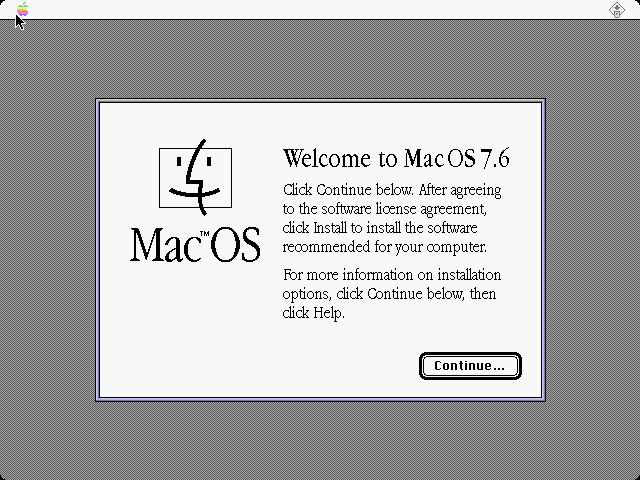 Mac™OS
Welcome to Mac OS 7.6
Click Continue below. After agreeing
to the software license agreement,
click Install to install the software
recommended for your computer.
For more information on installation
options, click Continue below, then
click Help.
Continue...